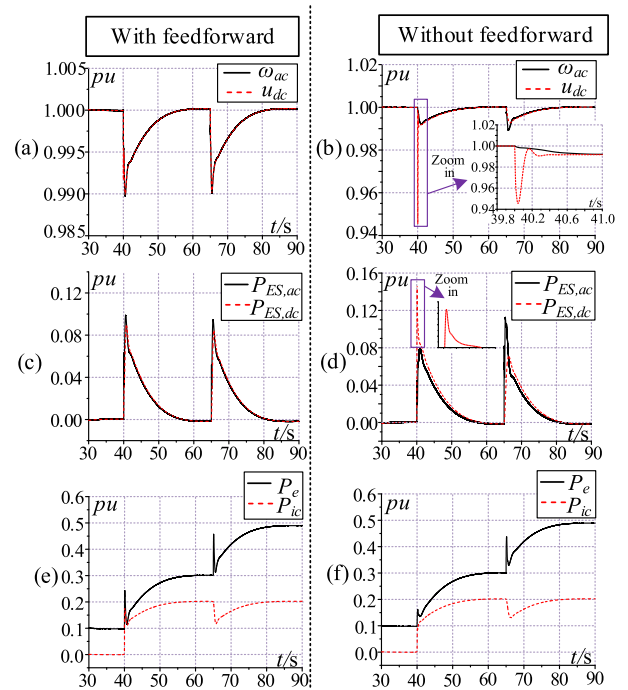 With feedforward
Without feedforward
(a)
pu
ω_ac
u_dc
1.005
1.000
0.995
0.990
0.985
t/s
30 40 50 60 70 80 90
(b)
pu
ω_ac
u_dc
1.02
1.00
0.98
0.96
0.94
Zoom
in
1.02
1.00
0.98
0.96
0.94
t/s
39.8 40.2 40.6 41.0
t/s
30 40 50 60 70 80 90
(c)
pu
P_ES,ac
P_ES,dc
0.12
0.08
0.04
0.00
t/s
30 40 50 60 70 80 90
(d)
pu
P_ES,ac
P_ES,dc
0.16
0.12
0.08
0.04
0.00
Zoom
in
t/s
30 40 50 60 70 80 90
(e)
pu
P_e
P_ic
0.6
0.5
0.4
0.3
0.2
0.1
0.0
t/s
30 40 50 60 70 80 90
(f)
pu
P_e
P_ic
0.6
0.5
0.4
0.3
0.2
0.1
0.0
t/s
30 40 50 60 70 80 90